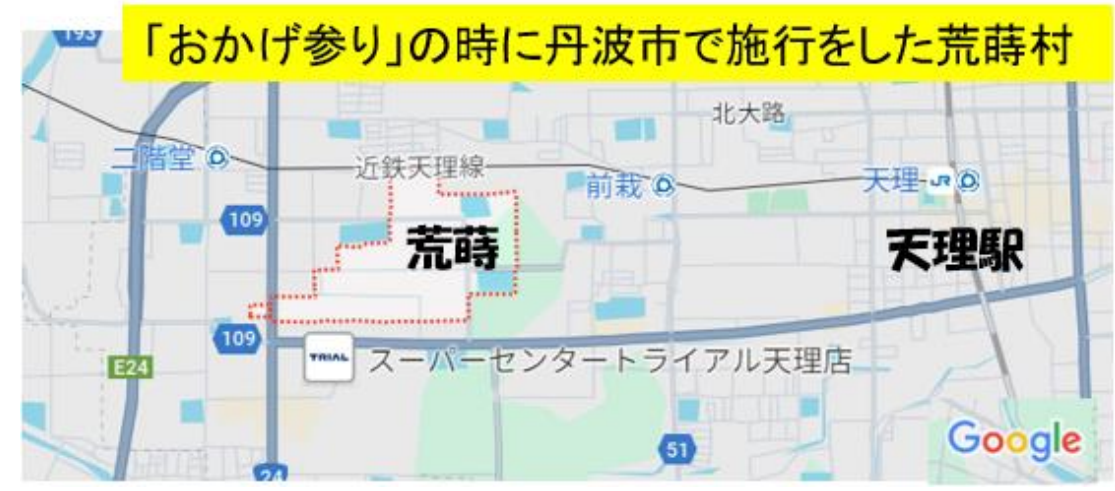 「おかげ参り」の時に丹波市で施行をした荒蒔村
193
北大路
二階堂
近鉄天理線
前栽
天理
JR
109
荒蒔
天理駅
109
TRIAL
スーパーセンタートライアル天理店
E24
51
Google
24